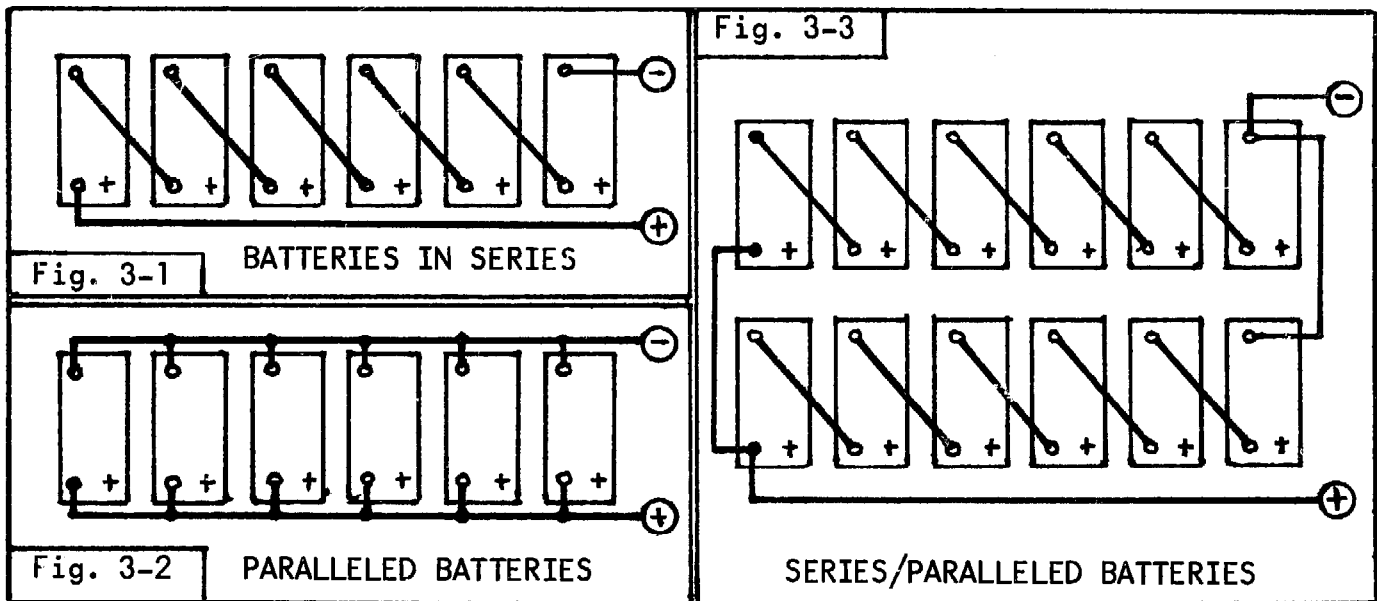 Fig. 3-1
BATTERIES IN SERIES
+ + + + + +
−
+
Fig. 3-2
PARALLELED BATTERIES
+ + + + + +
−
+
Fig. 3-3
−
+ + + + + +
+ + + + + +
+
SERIES/PARALLELED BATTERIES